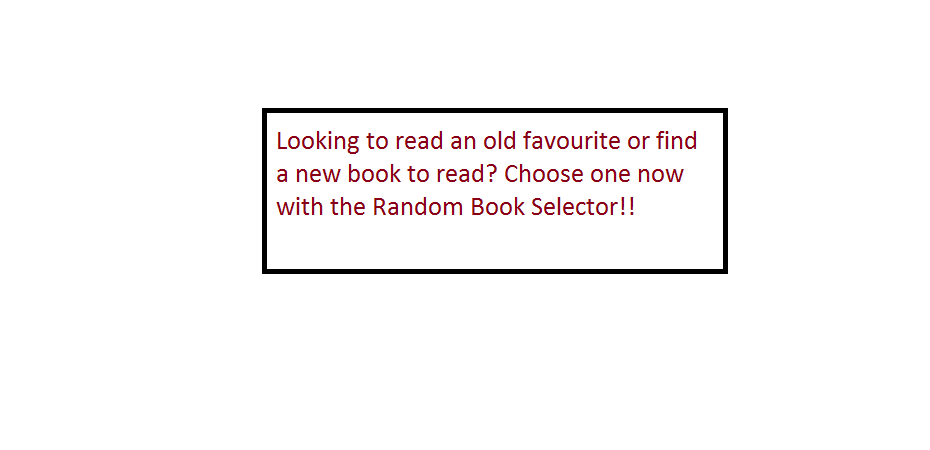 Looking to read an old favourite or find
a new book to read? Choose one now
with the Random Book Selector!!